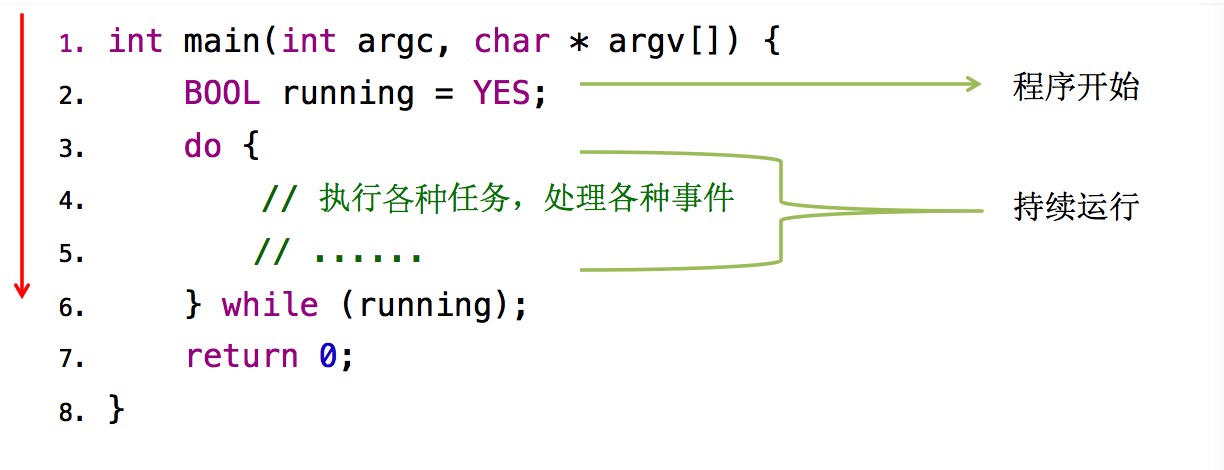 1. int main(int argc, char * argv[]) {
2. BOOL running = YES;
程序开始
3. do {
4. // 执行各种任务，处理各种事件
持续运行
5. // ......
6. } while (running);
7. return 0;
8. }